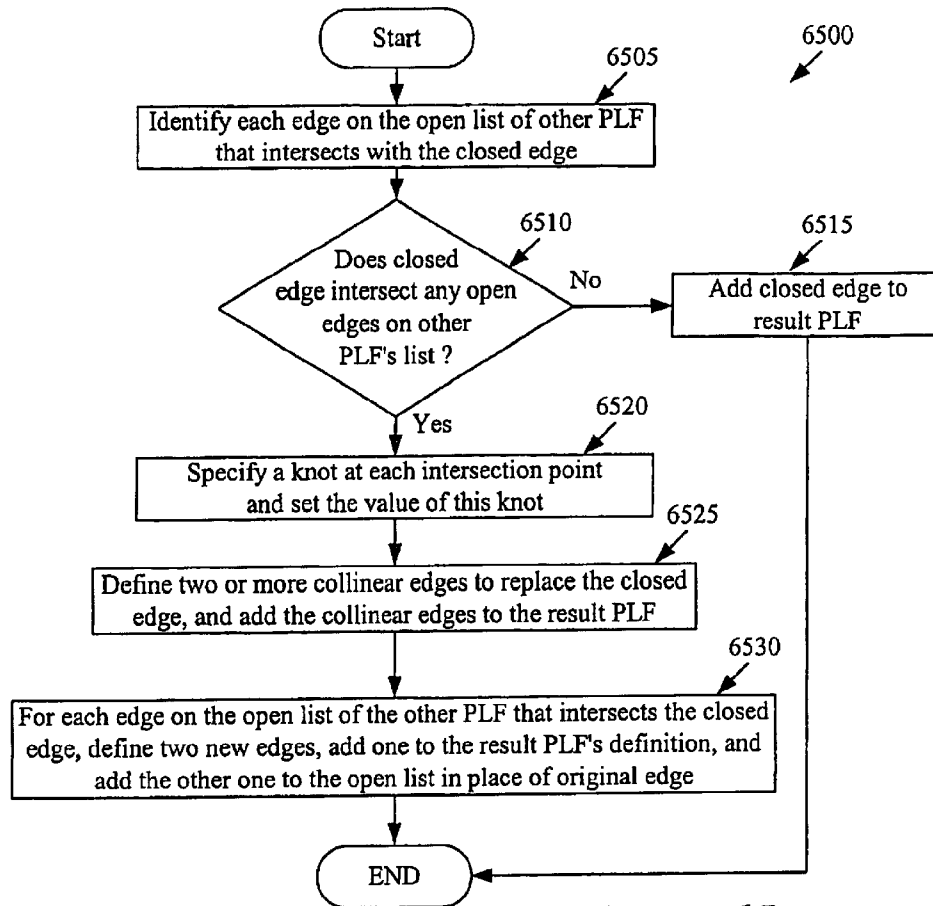 Start
6500
6505
Identify each edge on the open list of other PLF
that intersects with the closed edge
6510
Does closed
edge intersect any open
edges on other
PLF's list ?
No
6515
Add closed edge to
result PLF
Yes
6520
Specify a knot at each intersection point
and set the value of this knot
6525
Define two or more collinear edges to replace the closed
edge, and add the collinear edges to the result PLF
6530
For each edge on the open list of the other PLF that intersects the closed
edge, define two new edges, add one to the result PLF's definition, and
add the other one to the open list in place of original edge
END